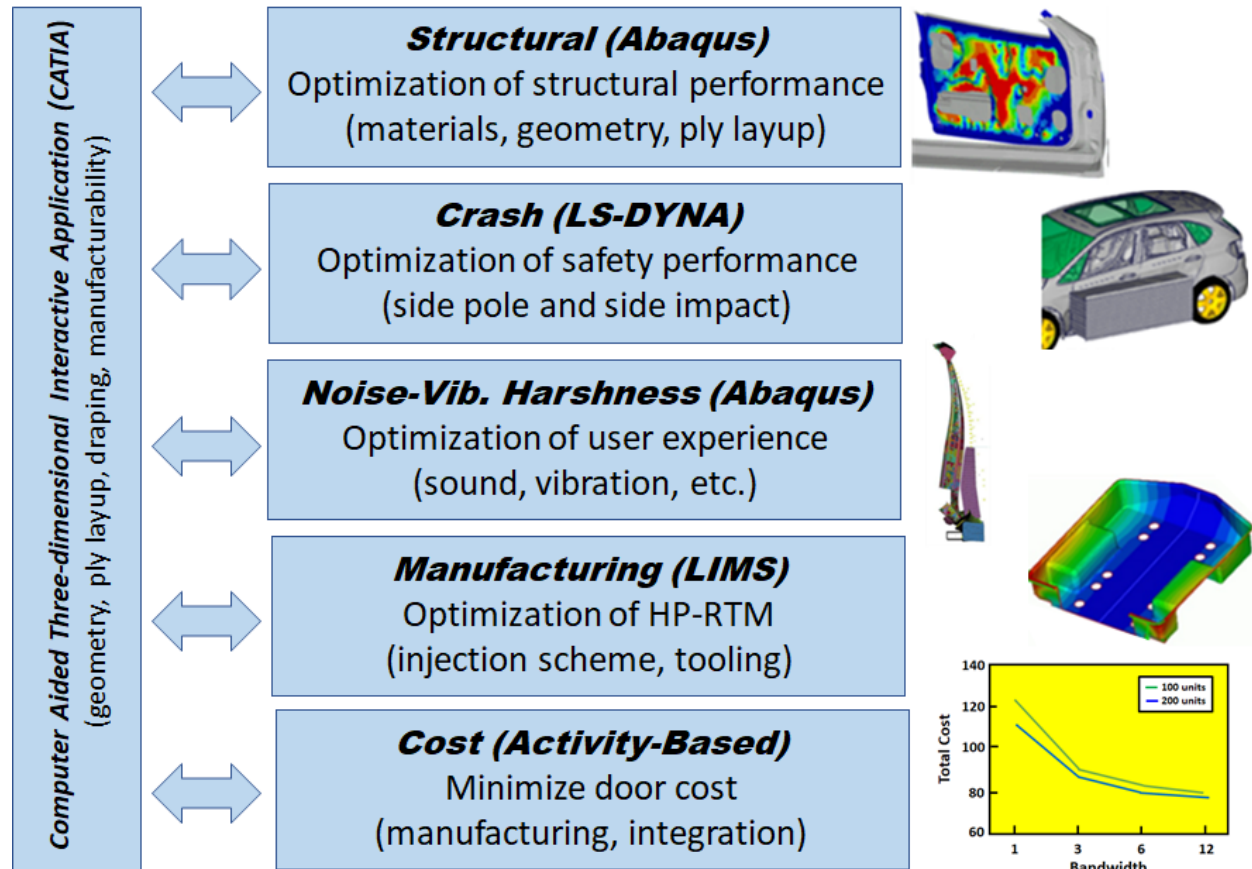 Computer Aided Three-dimensional Interactive Application (CATIA)
(geometry, ply layup, draping, manufacturability)
Structural (Abaqus)
Optimization of structural performance
(materials, geometry, ply layup)
Crash (LS-DYNA)
Optimization of safety performance
(side pole and side impact)
Noise-Vib. Harshness (Abaqus)
Optimization of user experience
(sound, vibration, etc.)
Manufacturing (LIMS)
Optimization of HP-RTM
(injection scheme, tooling)
Cost (Activity-Based)
Minimize door cost
(manufacturing, integration)
Total Cost
140
120
100
80
60
100 units
200 units
1 3 6 12
Bandwidth